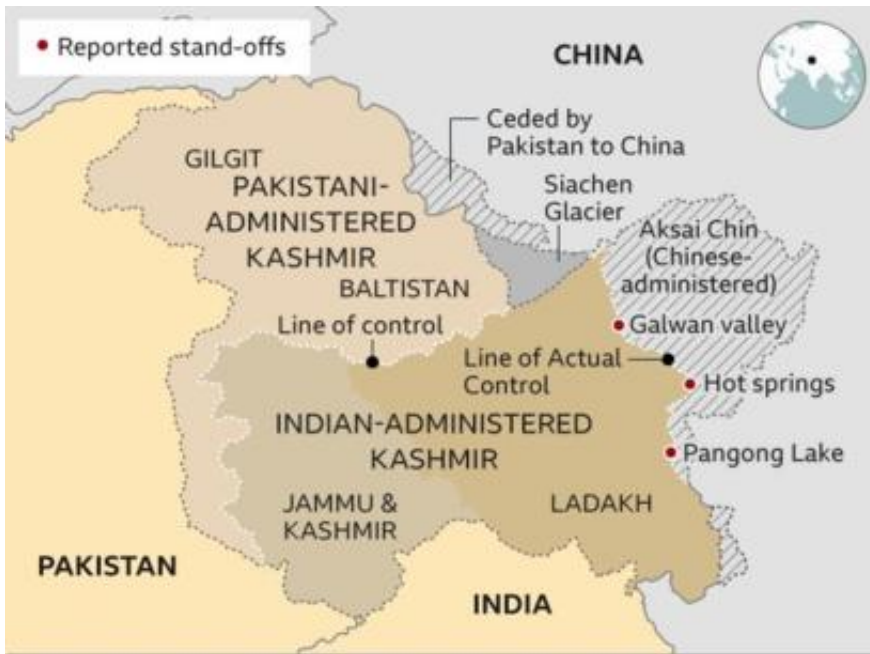 Reported stand-offs
CHINA
Ceded by
Pakistan to China
GILGIT
PAKISTANI-
ADMINISTERED
KASHMIR
Siachen
Glacier
Aksai Chin
(Chinese-
administered)
BALTISTAN
Line of control
Galwan valley
Line of Actual
Control
Hot springs
INDIAN-ADMINISTERED
KASHMIR
Pangong Lake
JAMMU &
KASHMIR
LADAKH
PAKISTAN
INDIA